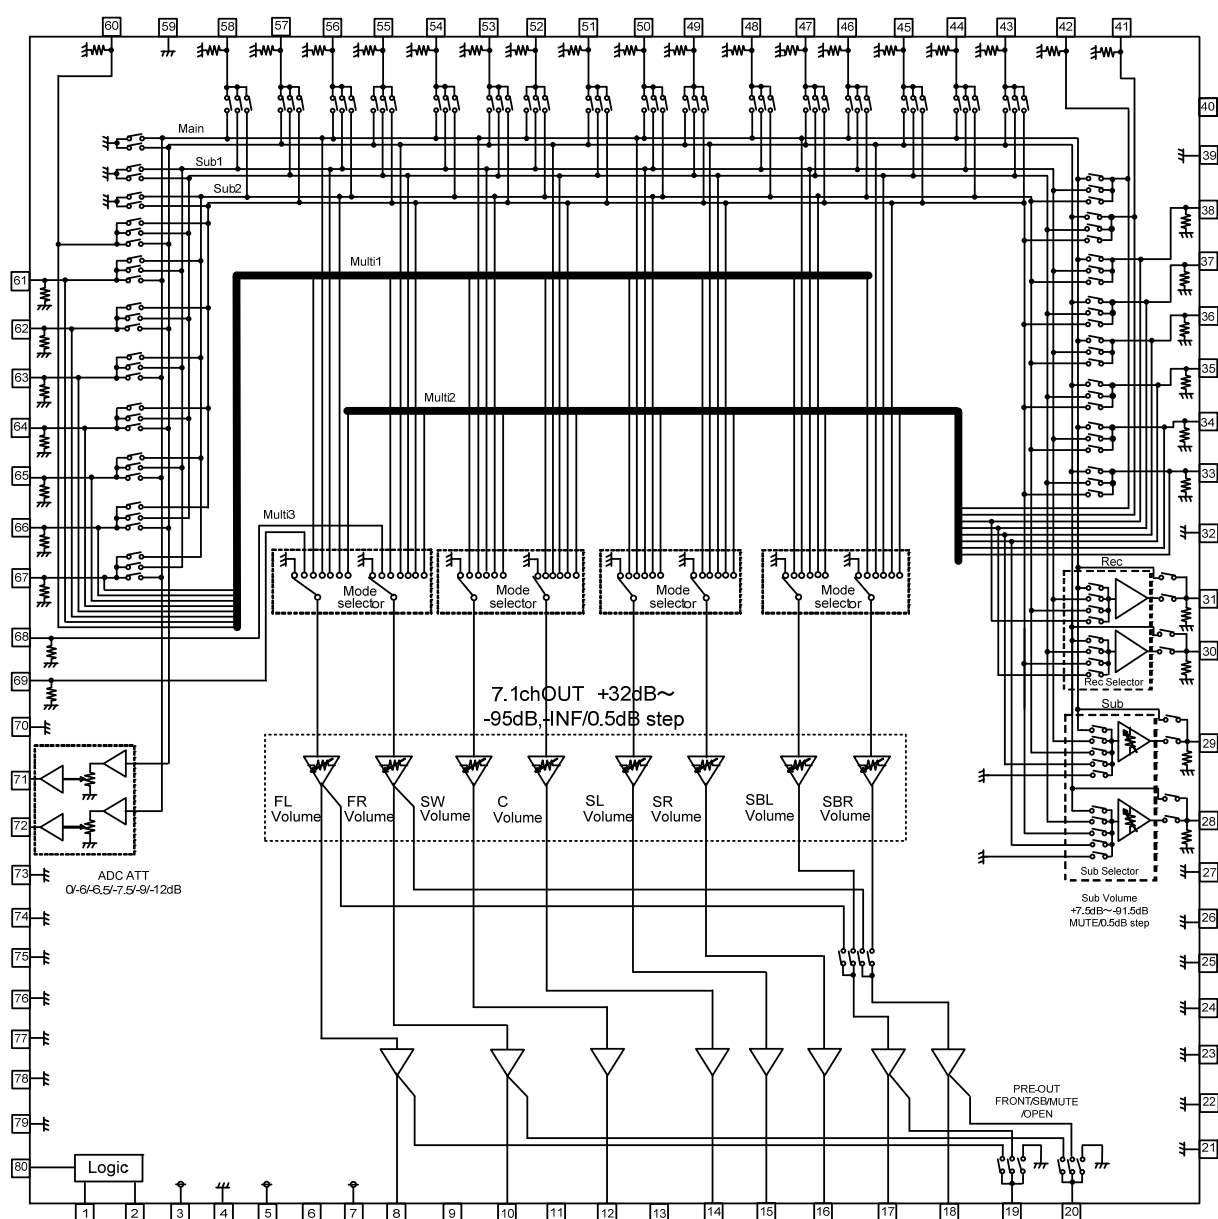 60 59 58 57 56 55 54 53 52 51 50 49 48 47 46 45 44 43 42 41
40
39
38
37
36
35
34
33
32
31
30
29
28
27
26
25
24
23
22
21
61
62
63
64
65
66
67
68
69
70
71
72
73
74
75
76
77
78
79
80
Main
Sub1
Sub2
Multi1
Multi2
Multi3
Mode selector
Mode selector
Mode selector
Mode selector
Rec
Rec Selector
Sub
Sub Selector
Sub Volume
+7.5dB～-91.5dB
MUTE/0.5dB step
7.1chOUT +32dB～
-95dB,-INF/0.5dB step
FL Volume
FR Volume
SW Volume
C Volume
SL Volume
SR Volume
SBL Volume
SBR Volume
ADC ATT
0/-6/-6.5/-7.5/-9/-12dB
PRE-OUT
FRONT/SB/MUTE
/OPEN
Logic
1 2 3 4 5 6 7 8 9 10 11 12 13 14 15 16 17 18 19 20